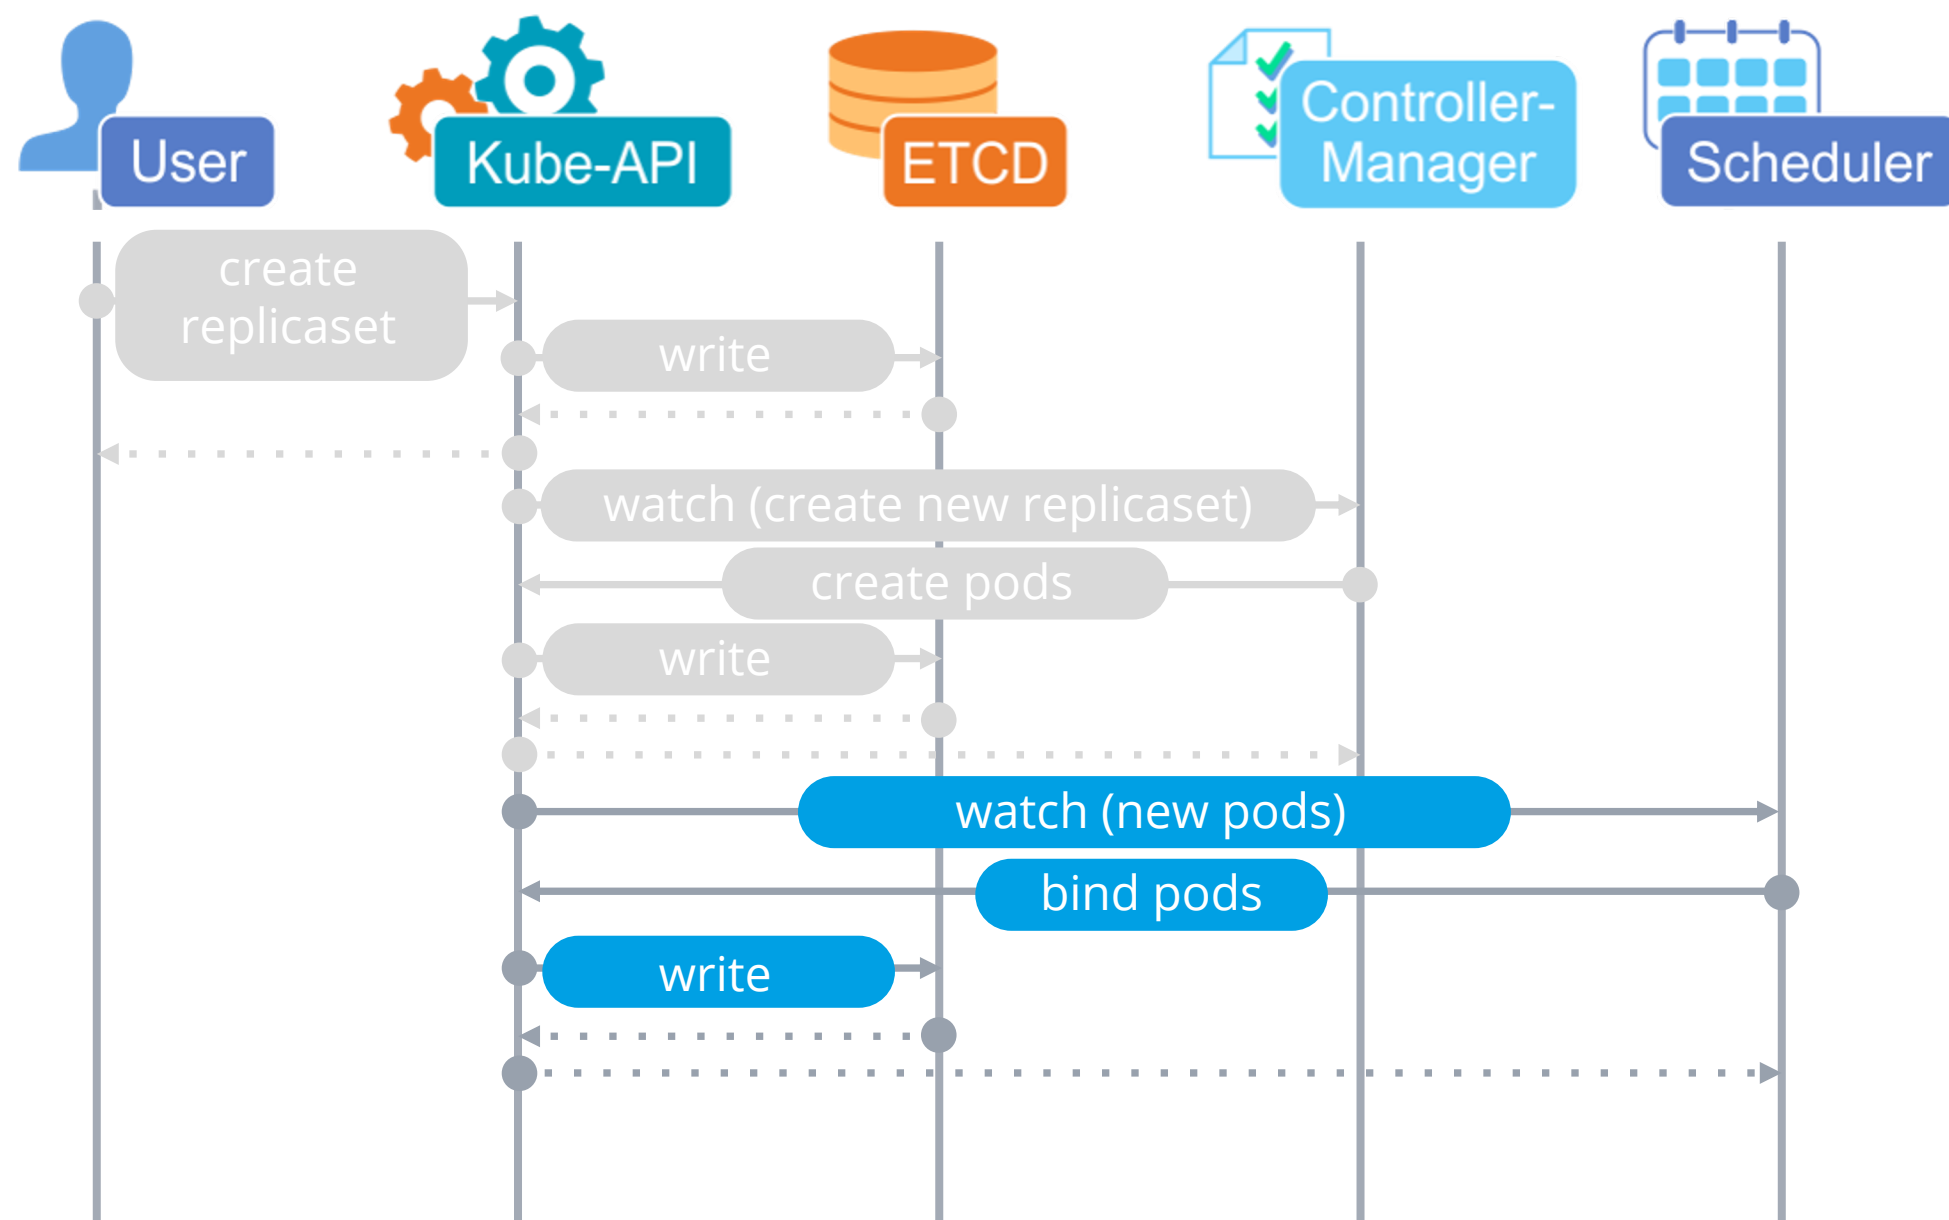 User
Kube-API
ETCD
Controller-
Manager
Scheduler
create
replicaset
write
watch (create new replicaset)
create pods
write
watch (new pods)
bind pods
write